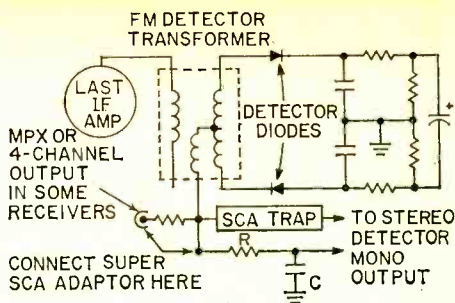 FM DETECTOR
TRANSFORMER
LAST
IF
AMP
DETECTOR
DIODES
+
MPX OR
4-CHANNEL
OUTPUT
IN SOME
RECEIVERS
SCA TRAP
TO STEREO
DETECTOR
MONO
OUTPUT
R
C
CONNECT SUPER
SCA ADAPTOR HERE